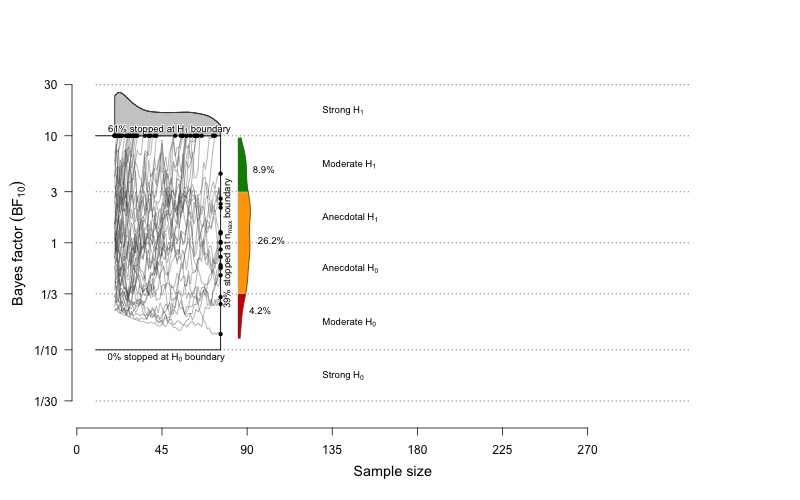 30
Strong H1
61% stopped at H1 boundary
10
8.9%
Moderate H1
3
39% stopped at nmax boundary
Anecdotal H1
26.2%
1
Anecdotal H0
1/3
4.2%
Moderate H0
1/10
0% stopped at H0 boundary
Strong H0
1/30
Bayes factor (BF10)
0 45 90 135 180 225 270
Sample size